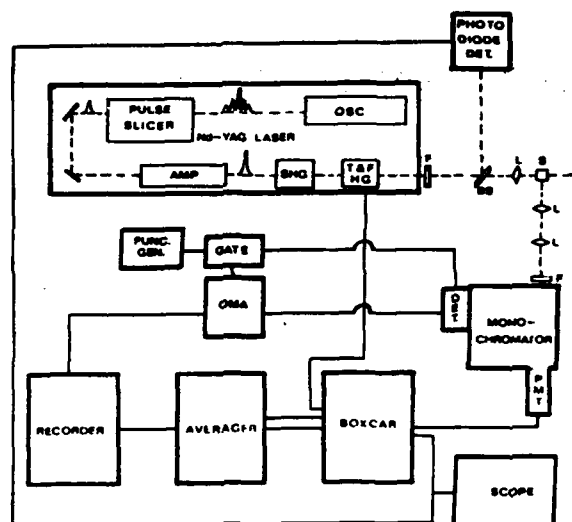 PHOTO
DIODE
DET.
PULSE
SLICER
OSC
Nd-YAG LASER
AMP
SHG
T & F
HG
F
BS
L
S
L
L
F
FUNC.
GEN.
GATE
OMA
DET
MONO-
CHROMATOR
PMT
RECORDER
AVERAGER
BOXCAR
SCOPE